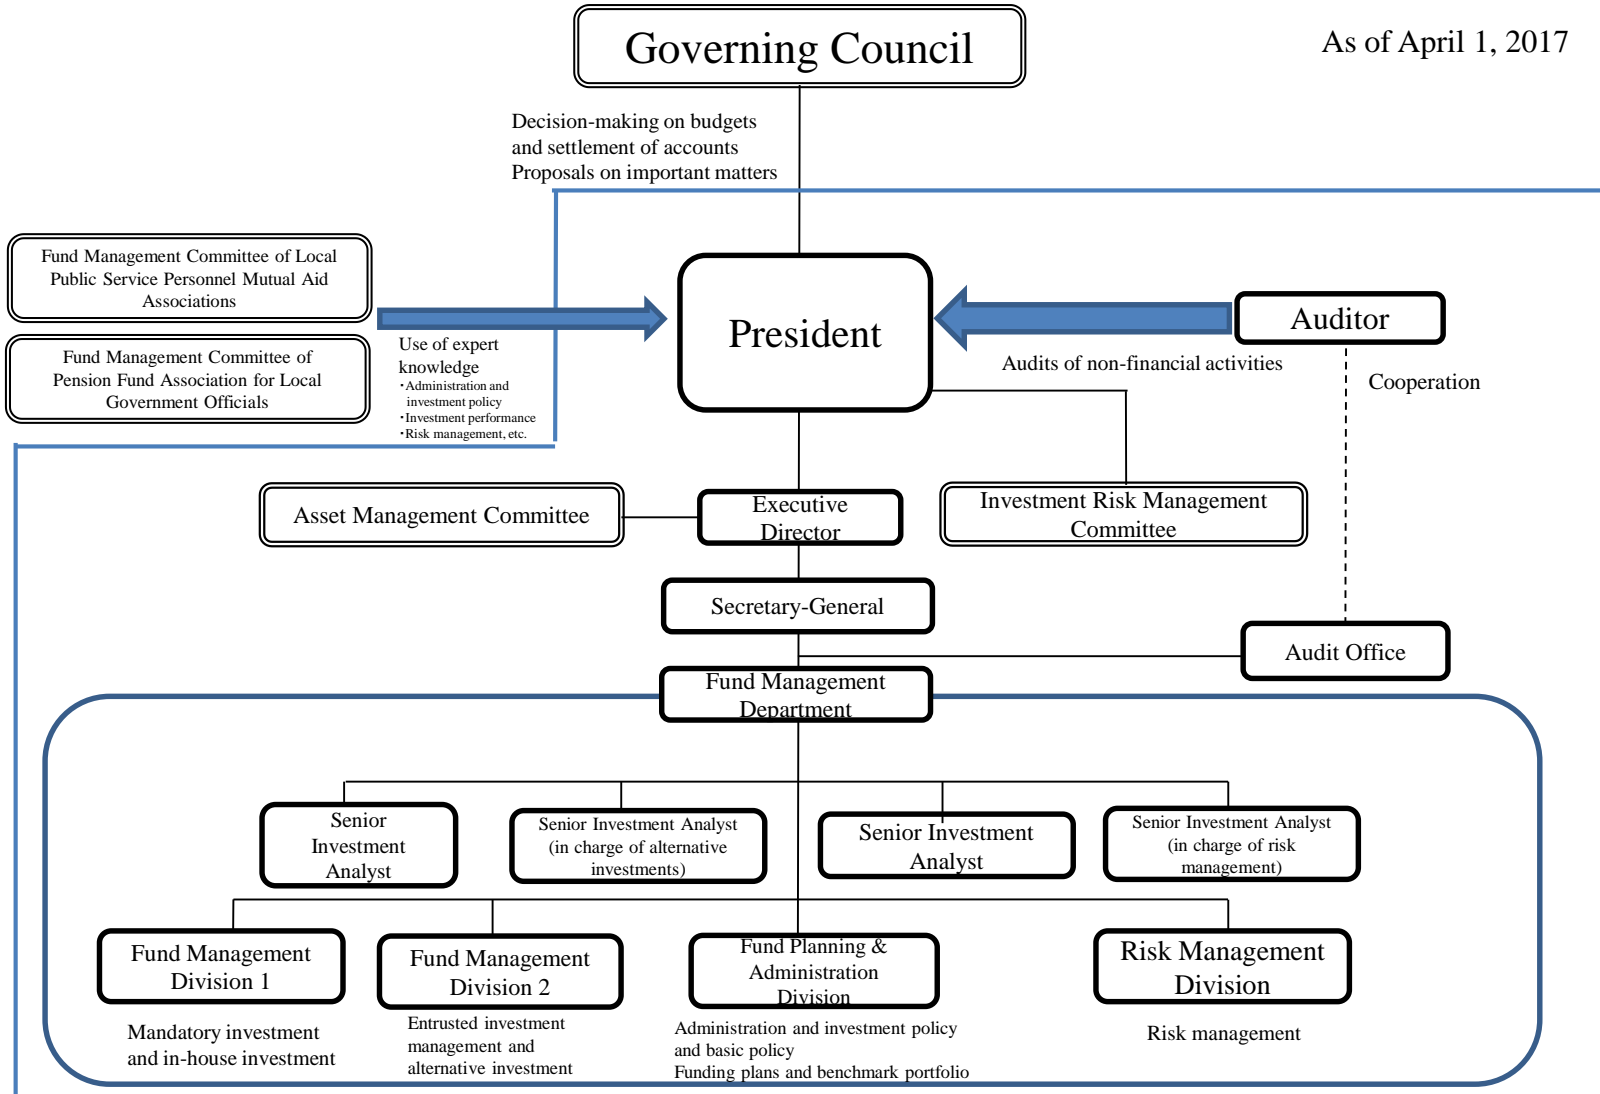 Governing Council
As of April 1, 2017
Decision-making on budgets
and settlement of accounts
Proposals on important matters
Fund Management Committee of Local
Public Service Personnel Mutual Aid
Associations
Fund Management Committee of
Pension Fund Association for Local
Government Officials
Use of expert
knowledge
・Administration and
investment policy
・Investment performance
・Risk management, etc.
President
Auditor
Audits of non-financial activities
Cooperation
Asset Management Committee
Executive
Director
Investment Risk Management
Committee
Secretary-General
Audit Office
Fund Management
Department
Senior
Investment
Analyst
Senior Investment Analyst
(in charge of alternative
investments)
Senior Investment
Analyst
Senior Investment Analyst
(in charge of risk
management)
Fund Management
Division 1
Fund Management
Division 2
Fund Planning &
Administration
Division
Risk Management
Division
Mandatory investment
and in-house investment
Entrusted investment
management and
alternative investment
Administration and investment policy
and basic policy
Funding plans and benchmark portfolio
Risk management